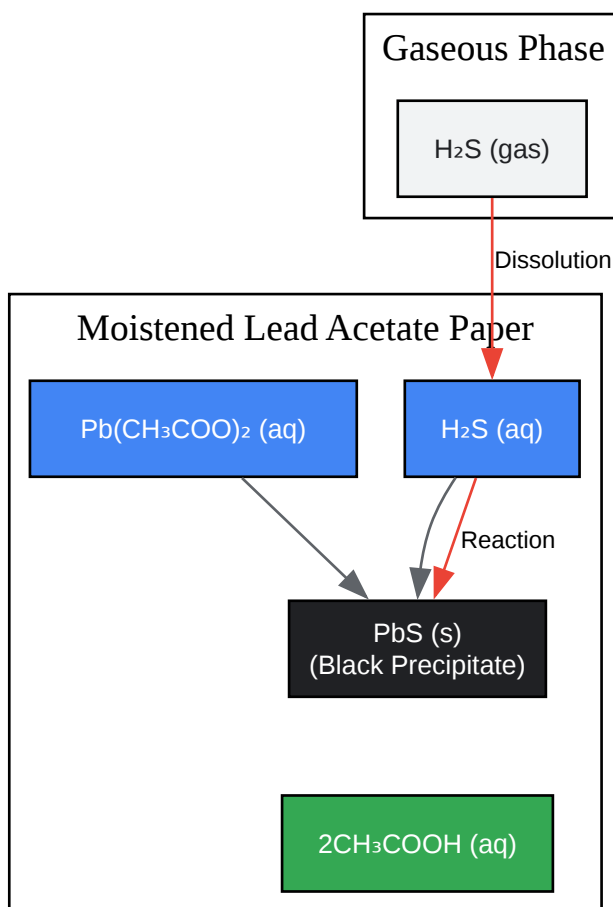 Gaseous Phase
H₂S (gas)
Dissolution
Moistened Lead Acetate Paper
Pb(CH₃COO)₂ (aq)
H₂S (aq)
Reaction
PbS (s)
(Black Precipitate)
2CH₃COOH (aq)